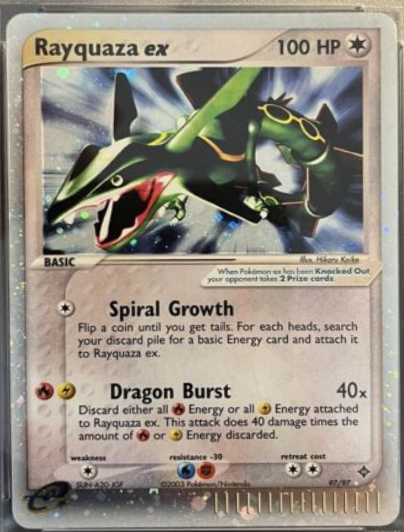 Rayquaza ex 100 HP
BASIC
Illus. Hikaru Koike
When Pokémon-ex has been Knocked Out,
your opponent takes 2 Prize cards.
Spiral Growth
Flip a coin until you get tails. For each heads, search
your discard pile for a basic Energy card and attach it
to Rayquaza ex.
Dragon Burst 40x
Discard either all Energy or all Energy attached
to Rayquaza ex. This attack does 40 damage times the
amount of or Energy discarded.
weakness resistance -30 retreat cost
©2003 Pokémon/Nintendo 97/97